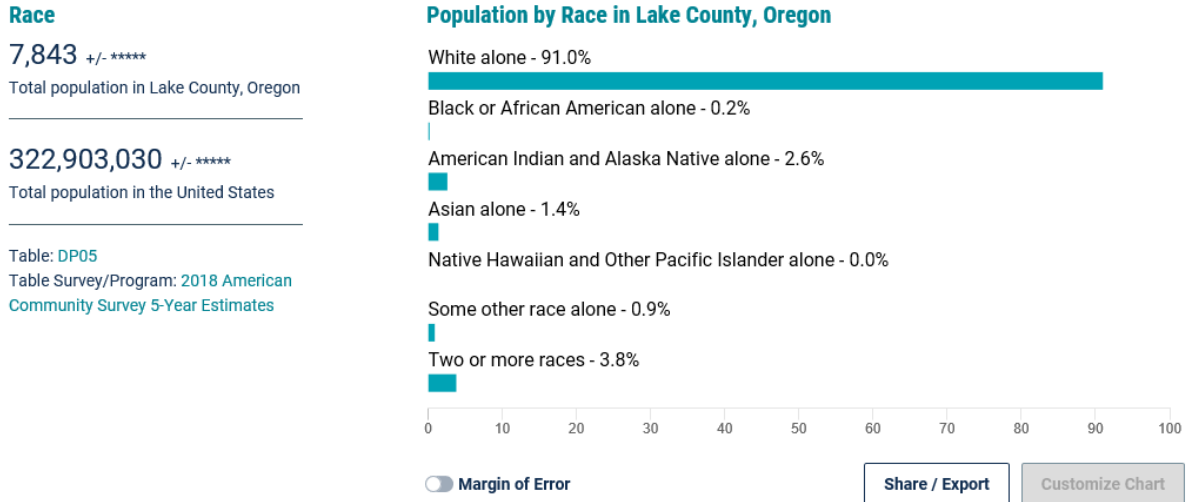 Race
7,843 +/- *****
Total population in Lake County, Oregon
322,903,030 +/- *****
Total population in the United States
Table: DP05
Table Survey/Program: 2018 American
Community Survey 5-Year Estimates
Population by Race in Lake County, Oregon
White alone - 91.0%
Black or African American alone - 0.2%
American Indian and Alaska Native alone - 2.6%
Asian alone - 1.4%
Native Hawaiian and Other Pacific Islander alone - 0.0%
Some other race alone - 0.9%
Two or more races - 3.8%
0 10 20 30 40 50 60 70 80 90 100
Margin of Error
Share / Export
Customize Chart